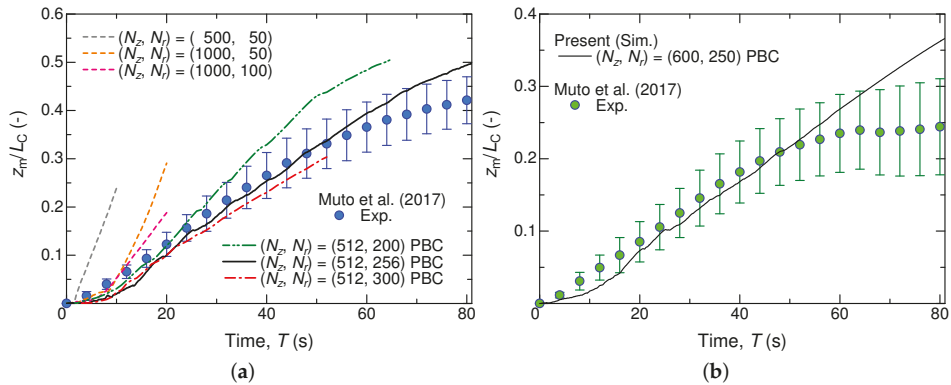 (N_z, N_r) = ( 500, 50)
(N_z, N_r) = (1000, 50)
(N_z, N_r) = (1000, 100)
0.6
0.5
0.4
0.3
0.2
0.1
0
z_m/L_C (-)
Muto et al. (2017)
Exp.
(N_z, N_r) = (512, 200) PBC
(N_z, N_r) = (512, 256) PBC
(N_z, N_r) = (512, 300) PBC
0 20 40 60 80
Time, T (s)
(a)
Present (Sim.)
(N_z, N_r) = (600, 250) PBC
Muto et al. (2017)
Exp.
0.4
0.3
0.2
0.1
0
z_m/L_C (-)
0 20 40 60 80
Time, T (s)
(b)